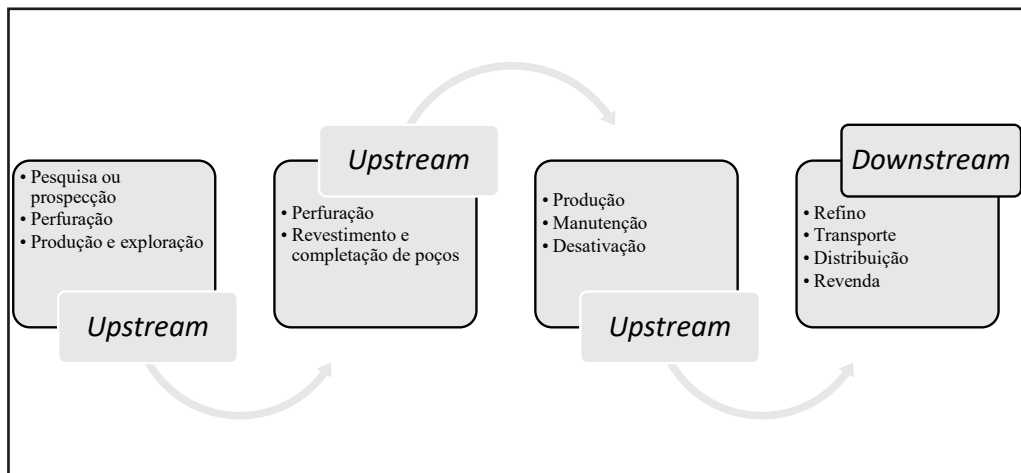 • Pesquisa ou
prospecção
• Perfuração
• Produção e exploração
Upstream
Upstream
• Perfuração
• Revestimento e
completação de poços
• Produção
• Manutenção
• Desativação
Upstream
Downstream
• Refino
• Transporte
• Distribuição
• Revenda